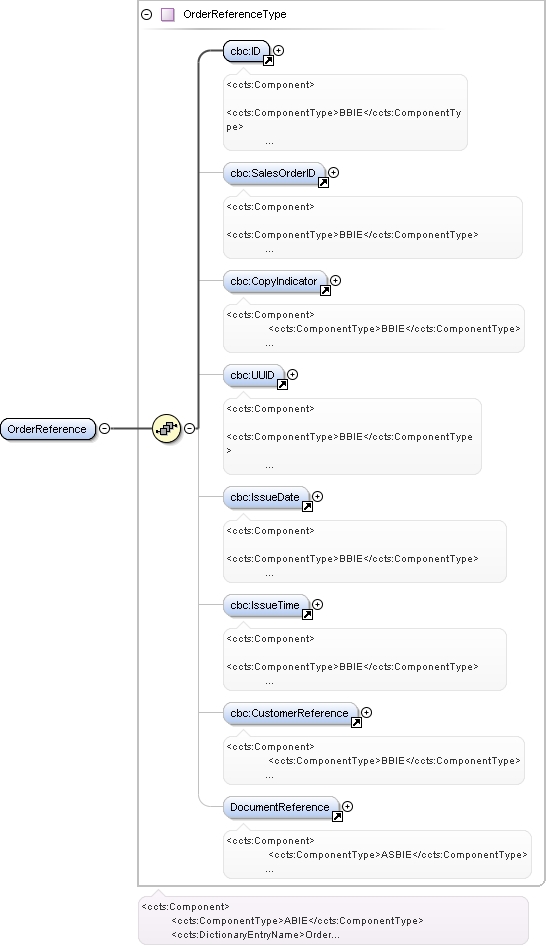 OrderReferenceType
cbc:ID
<ccts:Component>
<ccts:ComponentType>BBIE</ccts:ComponentTy
pe>
...
cbc:SalesOrderID
<ccts:Component>
<ccts:ComponentType>BBIE</ccts:ComponentType>
...
cbc:CopyIndicator
<ccts:Component>
<ccts:ComponentType>BBIE</ccts:ComponentType>
...
cbc:UUID
<ccts:Component>
<ccts:ComponentType>BBIE</ccts:ComponentType
>
...
OrderReference
cbc:IssueDate
<ccts:Component>
<ccts:ComponentType>BBIE</ccts:ComponentType>
...
cbc:IssueTime
<ccts:Component>
<ccts:ComponentType>BBIE</ccts:ComponentType>
...
cbc:CustomerReference
<ccts:Component>
<ccts:ComponentType>BBIE</ccts:ComponentType>
...
DocumentReference
<ccts:Component>
<ccts:ComponentType>ASBIE</ccts:ComponentType>
...
<ccts:Component>
<ccts:ComponentType>ABIE</ccts:ComponentType>
<ccts:DictionaryEntryName>Order...